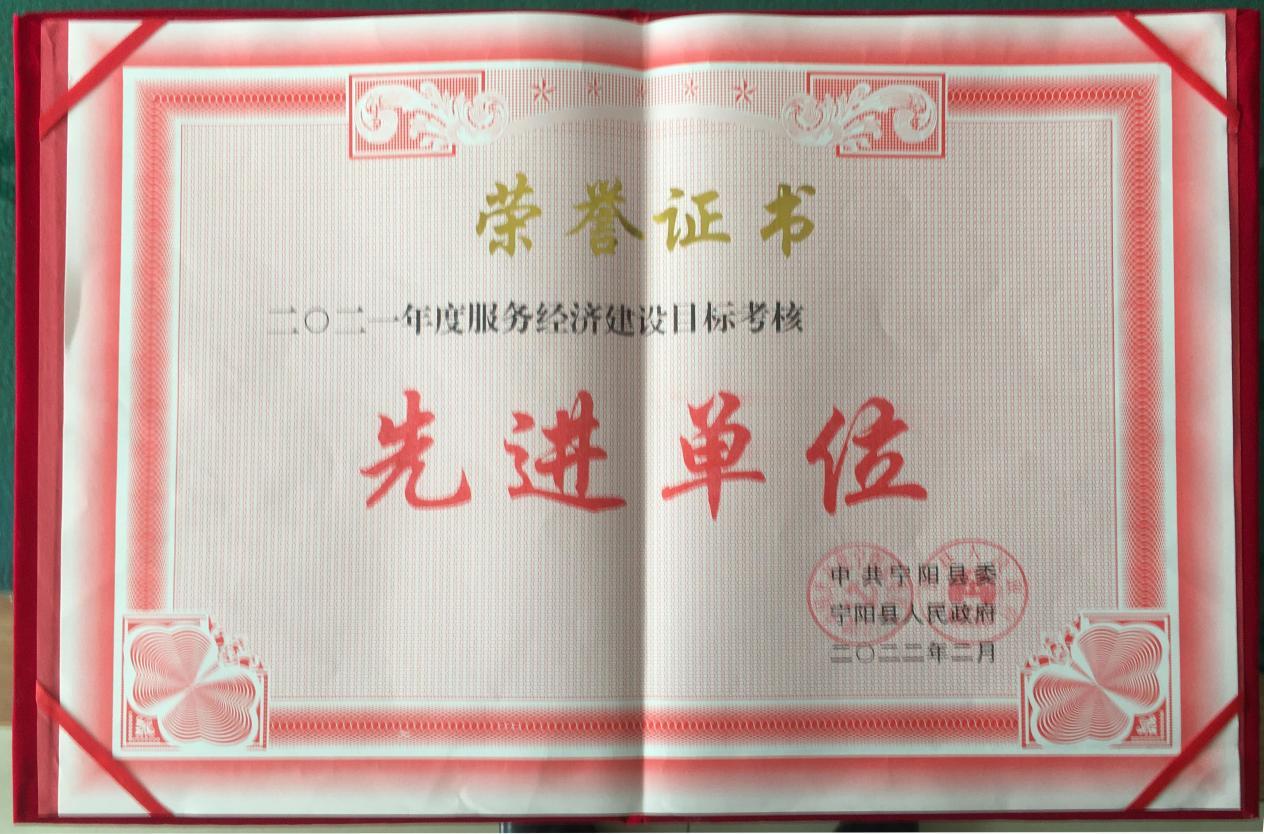 荣誉证书
二〇二一年度服务经济建设目标考核
先进单位
中共宁阳县委
宁阳县人民政府
二〇二二年二月